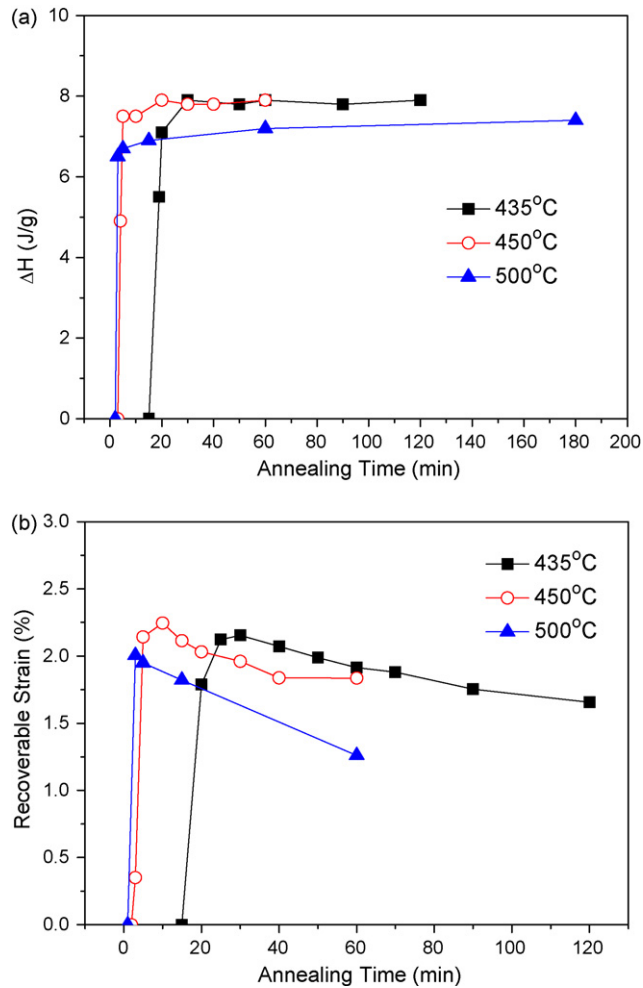 (a)
10
8
6
4
2
0
ΔH (J/g)
435°C
450°C
500°C
0 20 40 60 80 100 120 140 160 180 200
Annealing Time (min)
(b)
3.0
2.5
2.0
1.5
1.0
0.5
0.0
Recoverable Strain (%)
435°C
450°C
500°C
0 20 40 60 80 100 120
Annealing Time (min)